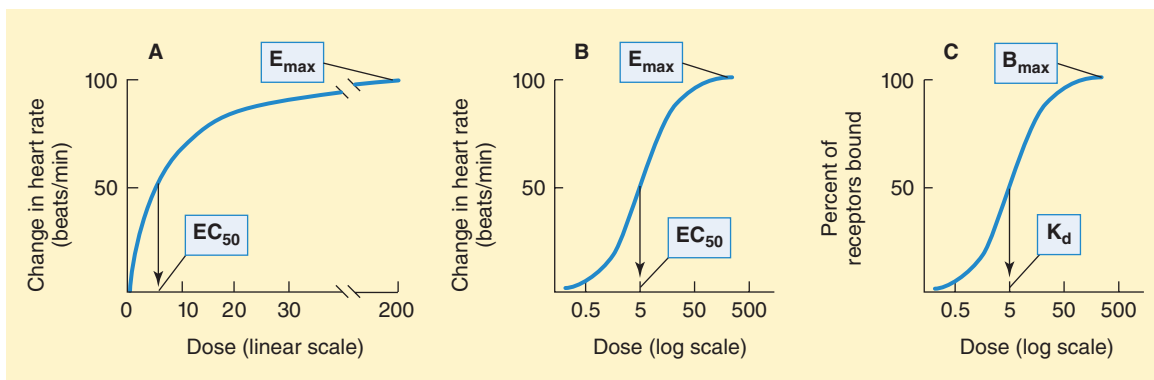 A
Emax
100
50
Change in heart rate
(beats/min)
EC50
0 10 20 30 200
Dose (linear scale)
B
Emax
100
50
Change in heart rate
(beats/min)
EC50
0.5 5 50 500
Dose (log scale)
C
Bmax
100
50
Percent of
receptors bound
Kd
0.5 5 50 500
Dose (log scale)